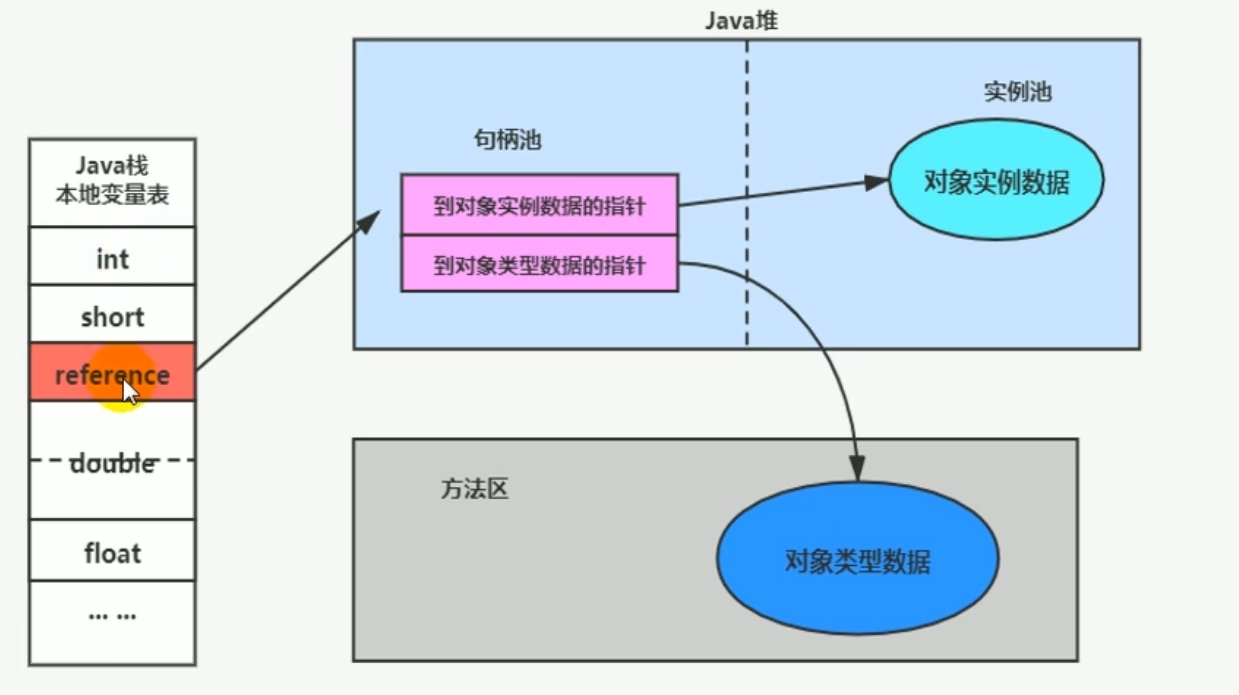 Java堆
实例池
句柄池
到对象实例数据的指针
到对象类型数据的指针
对象实例数据
Java栈
本地变量表
int
short
reference
double
float
... ...
方法区
对象类型数据